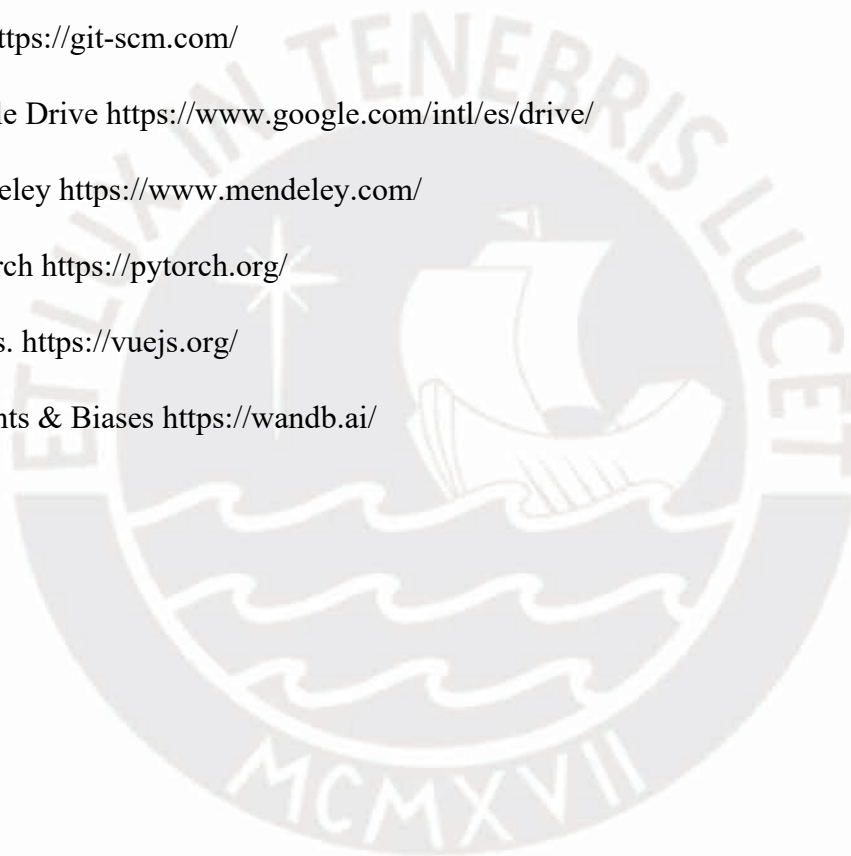 ttps://git-scm.com/
le Drive https://www.google.com/intl/es/drive/
eley https://www.mendeley.com/
rch https://pytorch.org/
s. https://vuejs.org/
nts & Biases https://wandb.ai/
ET LUX IN TENEBRIS LUCET
MCMXVII